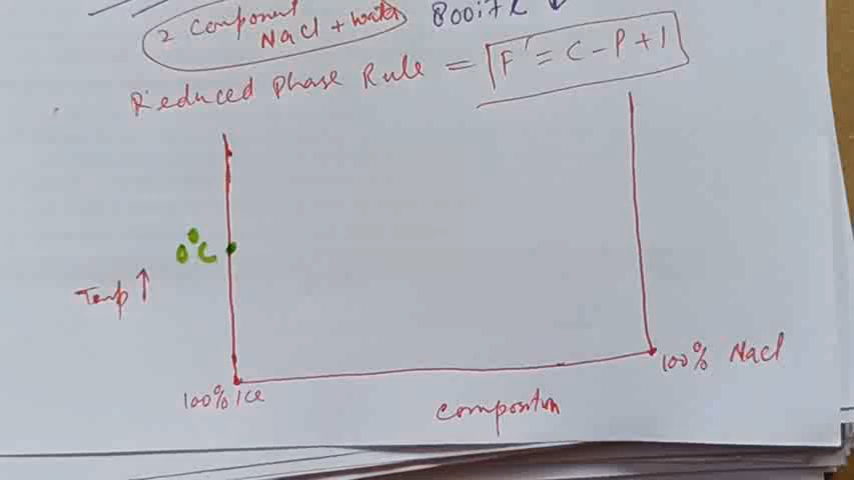 2 Component
NaCl + water
Reduced Phase Rule = F' = C - P + 1
0°C
Temp ↑
100% Ice
100% NaCl
Composition